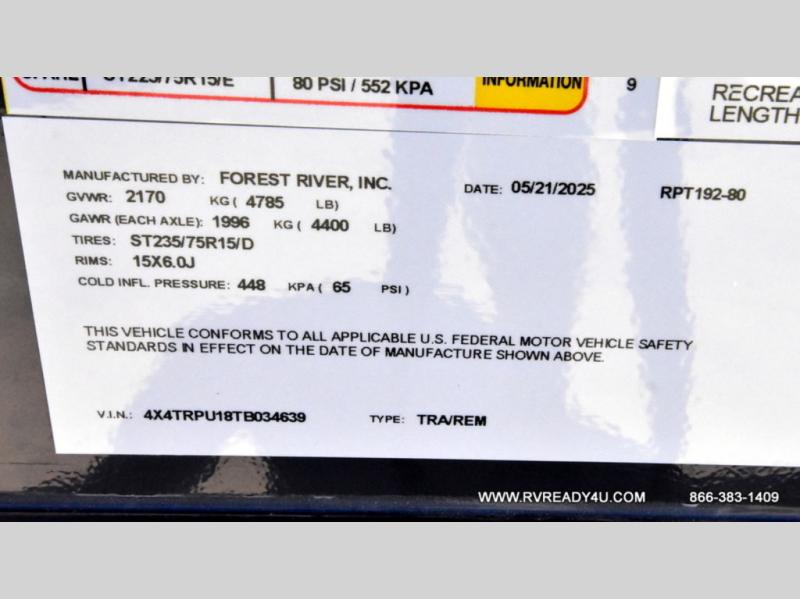 SPARE ST225/75R15/E 80 PSI / 552 KPA INFORMATION 9
LENGTH
MANUFACTURED BY: FOREST RIVER, INC. DATE: 05/21/2025 RPT192-80
GVWR: 2170 KG ( 4785 LB)
GAWR (EACH AXLE): 1996 KG ( 4400 LB)
TIRES: ST235/75R15/D
RIMS: 15X6.0J
COLD INFL. PRESSURE: 448 KPA ( 65 PSI )
THIS VEHICLE CONFORMS TO ALL APPLICABLE U.S. FEDERAL MOTOR VEHICLE SAFETY
STANDARDS IN EFFECT ON THE DATE OF MANUFACTURE SHOWN ABOVE.
V.I.N.: 4X4TRPU18TB034639 TYPE: TRA/REM
WWW.RVREADY4U.COM 866-383-1409